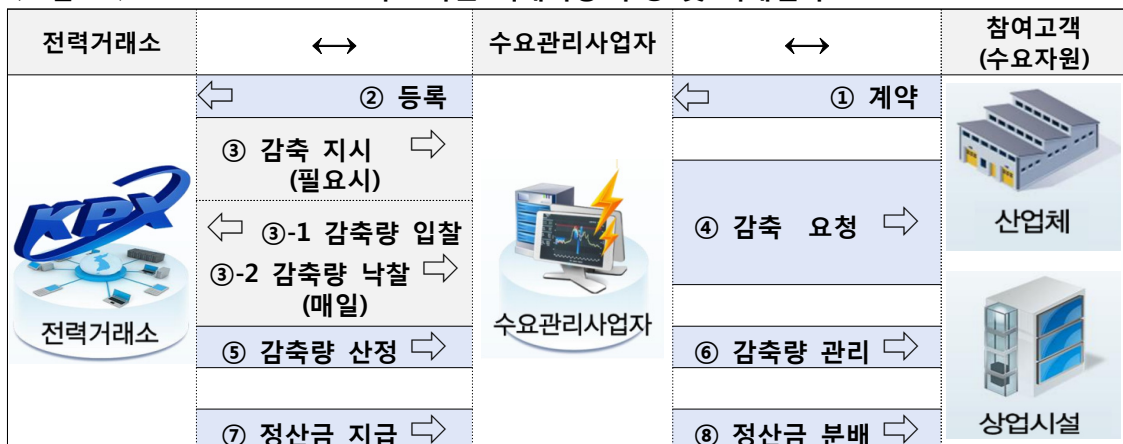 전력거래소 ↔ 수요관리사업자 ↔ 참여고객
(수요자원)
⇦ ② 등록
⇦ ① 계약
③ 감축 지시 ⇨
(필요시)
⇦ ③-1 감축량 입찰
③-2 감축량 낙찰 ⇨
(매일)
④ 감축 요청 ⇨
KPX
전력거래소
수요관리사업자
산업체
⑤ 감축량 산정 ⇨
⑥ 감축량 관리 ⇨
⑦ 정산금 지급 ⇨
⑧ 정산금 분배 ⇨
상업시설